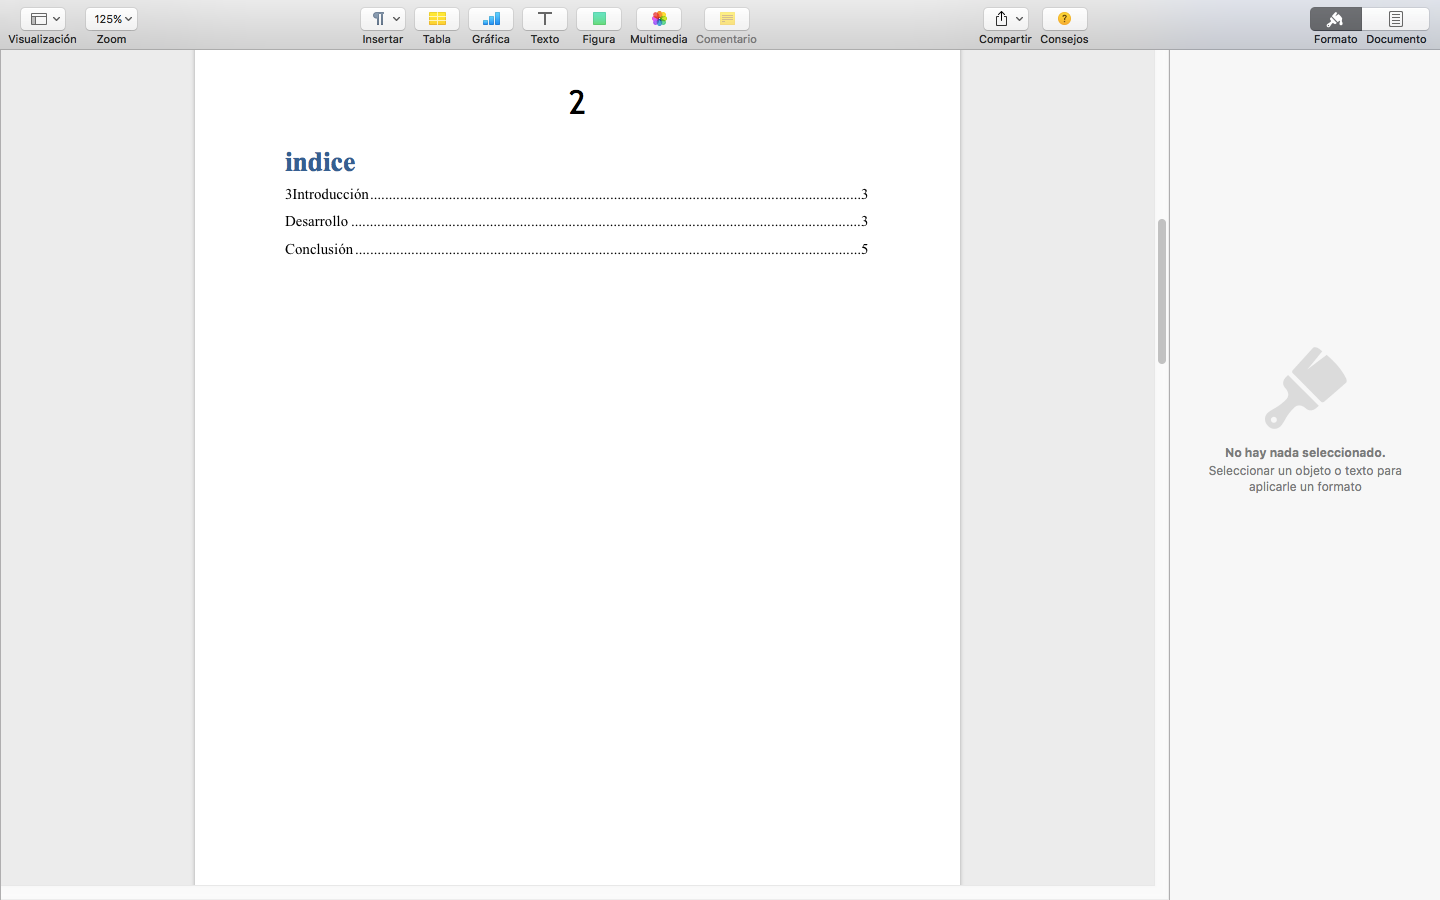 125%
Visualización Zoom Insertar Tabla Gráfica Texto Figura Multimedia Comentario Compartir Consejos Formato Documento
2
indice
3Introducción........................................................................................................................................3
Desarrollo ........................................................................................................................................3
Conclusión........................................................................................................................................5
No hay nada seleccionado.
Seleccionar un objeto o texto para
aplicarle un formato